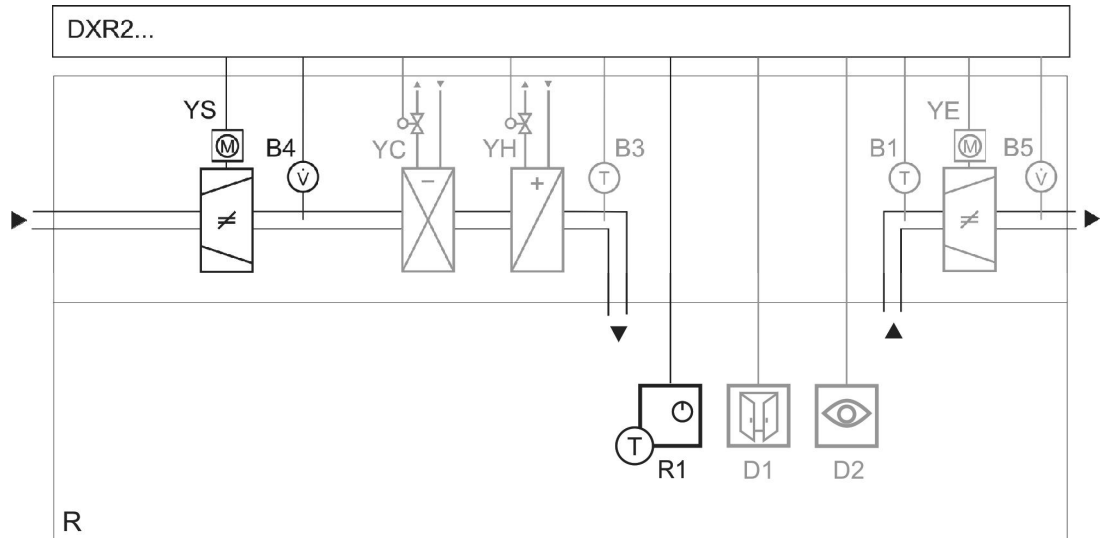 DXR2...
YS
B4
YC
YH
B3
B1
YE
B5
M
V̇
T
T
M
V̇
T
R1
D1
D2
R